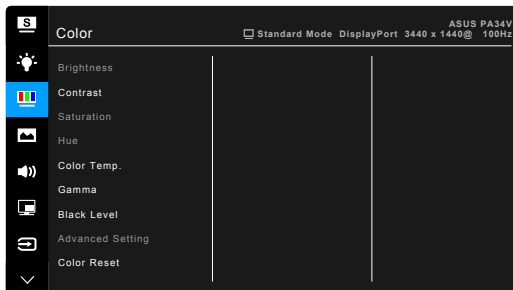 S
ASUS PA34V
Color
Standard Mode DisplayPort 3440 x 1440@ 100Hz
Brightness
Contrast
Saturation
Hue
Color Temp.
Gamma
Black Level
Advanced Setting
Color Reset